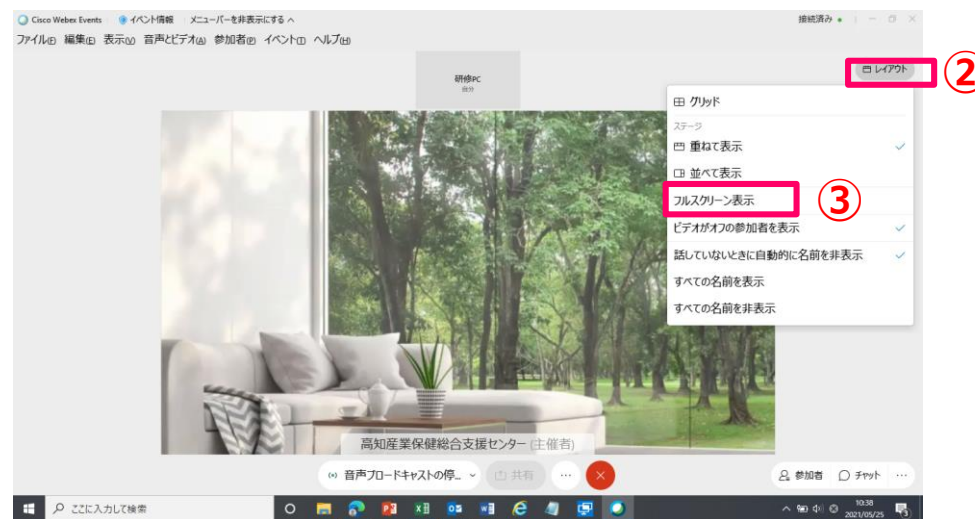 Cisco Webex Events イベント情報 メニューバーを非表示にする へ 接続済み
ファイル(F) 編集(E) 表示(V) 音声とビデオ(A) 参加者(P) イベント(T) ヘルプ(H)
レイアウト ②
研修PC
自分
グリッド
ステージ
重ねて表示
並べて表示
フルスクリーン表示 ③
ビデオがオフの参加者を表示
話していないときに自動的に名前を非表示
すべての名前を表示
すべての名前を非表示
高知産業保健総合支援センター (主催者)
音声ブロードキャストの停... 共有 ... ×
参加者 チャット ...
ここに入力して検索
10:38
2021/05/25